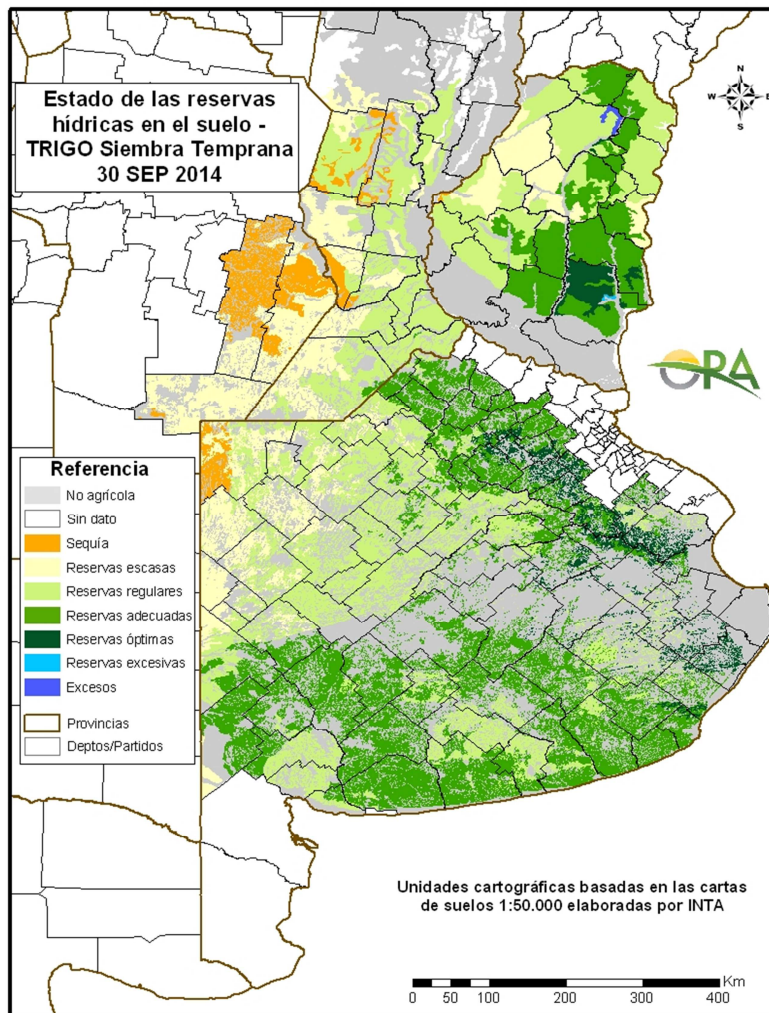 Estado de las reservas
hídricas en el suelo -
TRIGO Siembra Temprana
30 SEP 2014
N
W
E
S
ORA
Referencia
No agrícola
Sin dato
Sequía
Reservas escasas
Reservas regulares
Reservas adecuadas
Reservas óptimas
Reservas excesivas
Excesos
Provincias
Deptos/Partidos
Unidades cartográficas basadas en las cartas
de suelos 1:50.000 elaboradas por INTA
Km
0 25 50 100 200 300 400